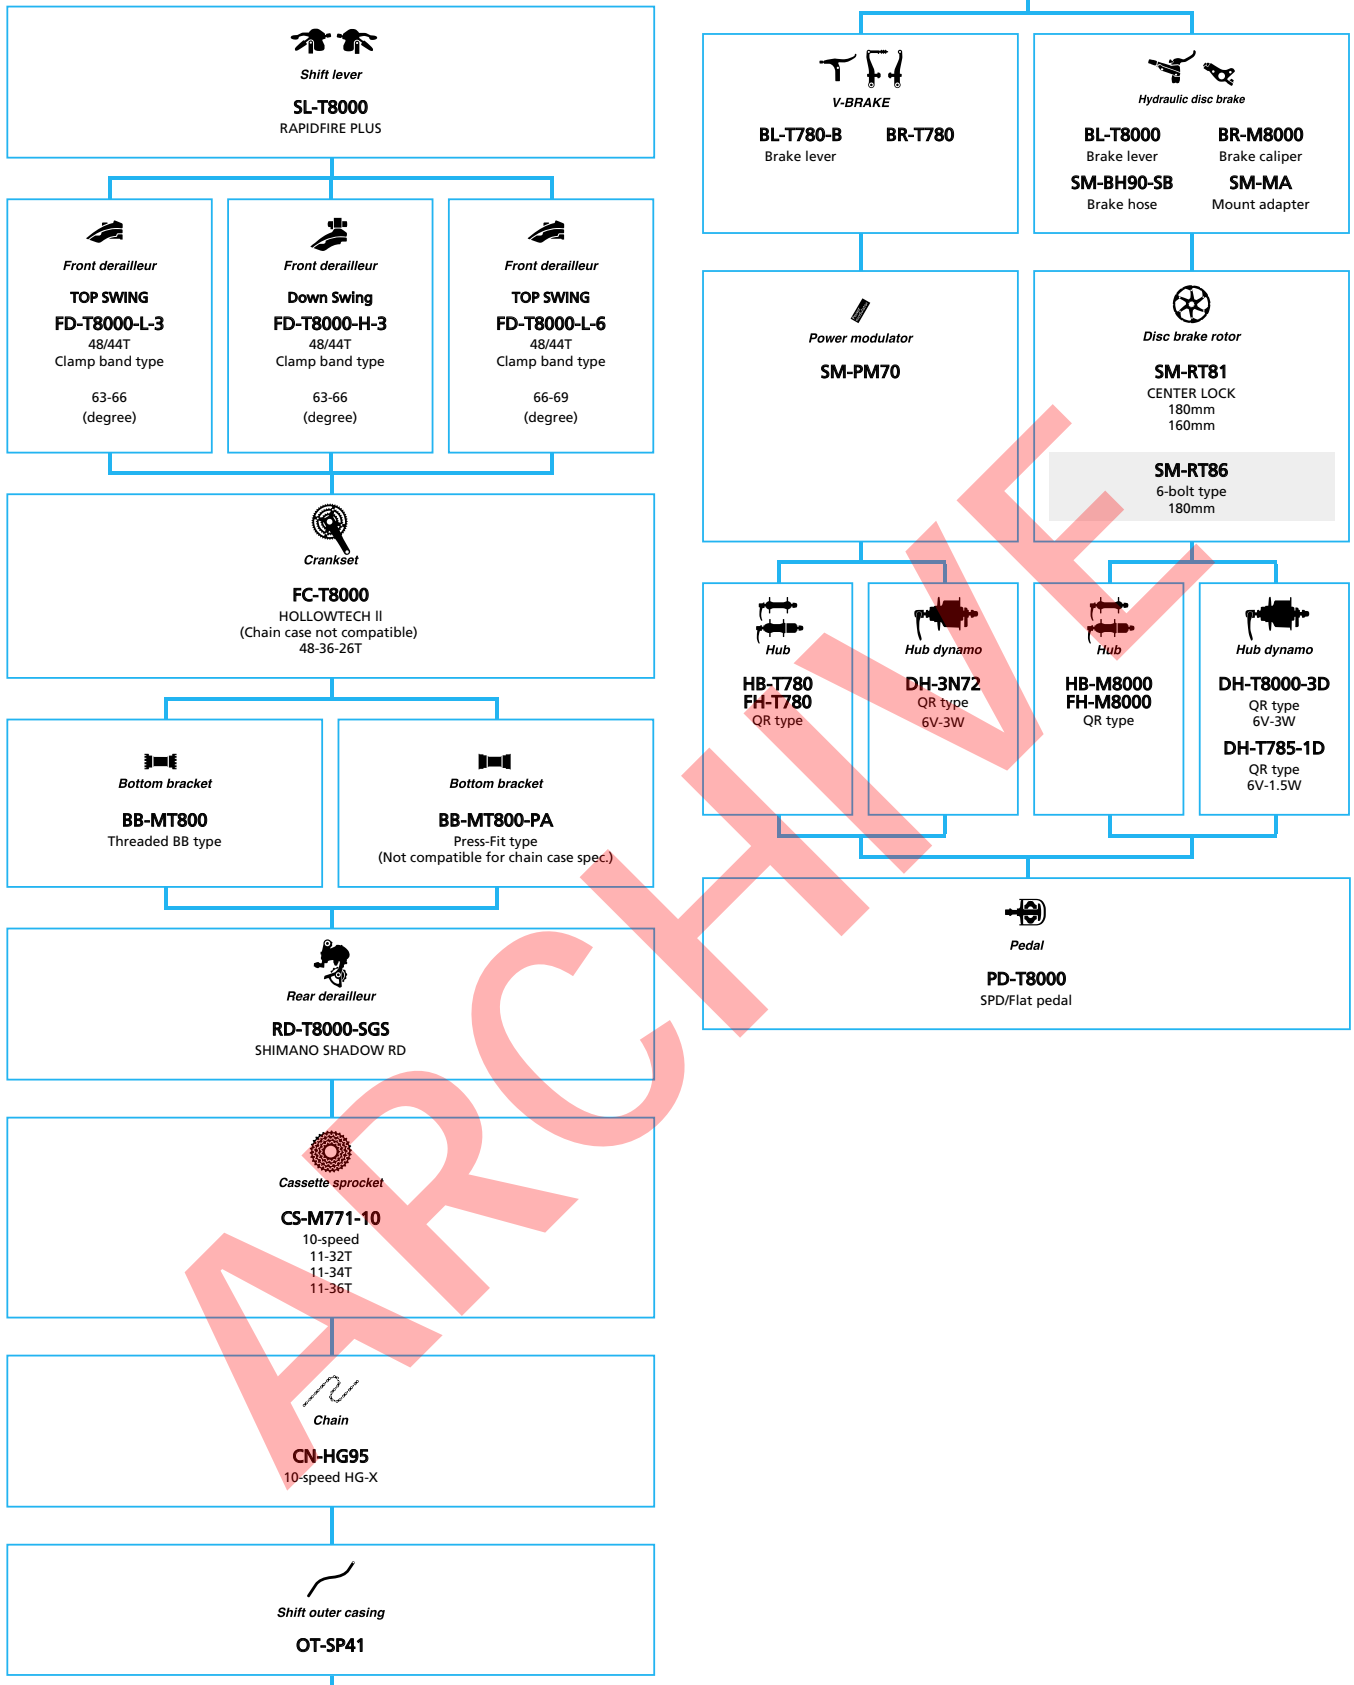 Shift lever
SL-T8000
RAPIDFIRE PLUS
Front derailleur
TOP SWING
FD-T8000-L-3
48/44T
Clamp band type
63-66
(degree)
Front derailleur
Down Swing
FD-T8000-H-3
48/44T
Clamp band type
63-66
(degree)
Front derailleur
TOP SWING
FD-T8000-L-6
48/44T
Clamp band type
66-69
(degree)
Crankset
FC-T8000
HOLLOWTECH ll
(Chain case not compatible)
48-36-26T
Bottom bracket
BB-MT800
Threaded BB type
Bottom bracket
BB-MT800-PA
Press-Fit type
(Not compatible for chain case spec.)
Rear derailleur
RD-T8000-SGS
SHIMANO SHADOW RD
Cassette sprocket
CS-M771-10
10-speed
11-32T
11-34T
11-36T
Chain
CN-HG95
10-speed HG-X
Shift outer casing
OT-SP41
V-BRAKE
BL-T780-B BR-T780
Brake lever
Hydraulic disc brake
BL-T8000 BR-M8000
Brake lever Brake caliper
SM-BH90-SB SM-MA
Brake hose Mount adapter
Power modulator
SM-PM70
Disc brake rotor
SM-RT81
CENTER LOCK
180mm
160mm
SM-RT86
6-bolt type
180mm
Hub
HB-T780
FH-T780
QR type
Hub dynamo
DH-3N72
QR type
6V-3W
Hub
HB-M8000
FH-M8000
QR type
Hub dynamo
DH-T8000-3D
QR type
6V-3W
DH-T785-1D
QR type
6V-1.5W
Pedal
PD-T8000
SPD/Flat pedal
ARCHIVE